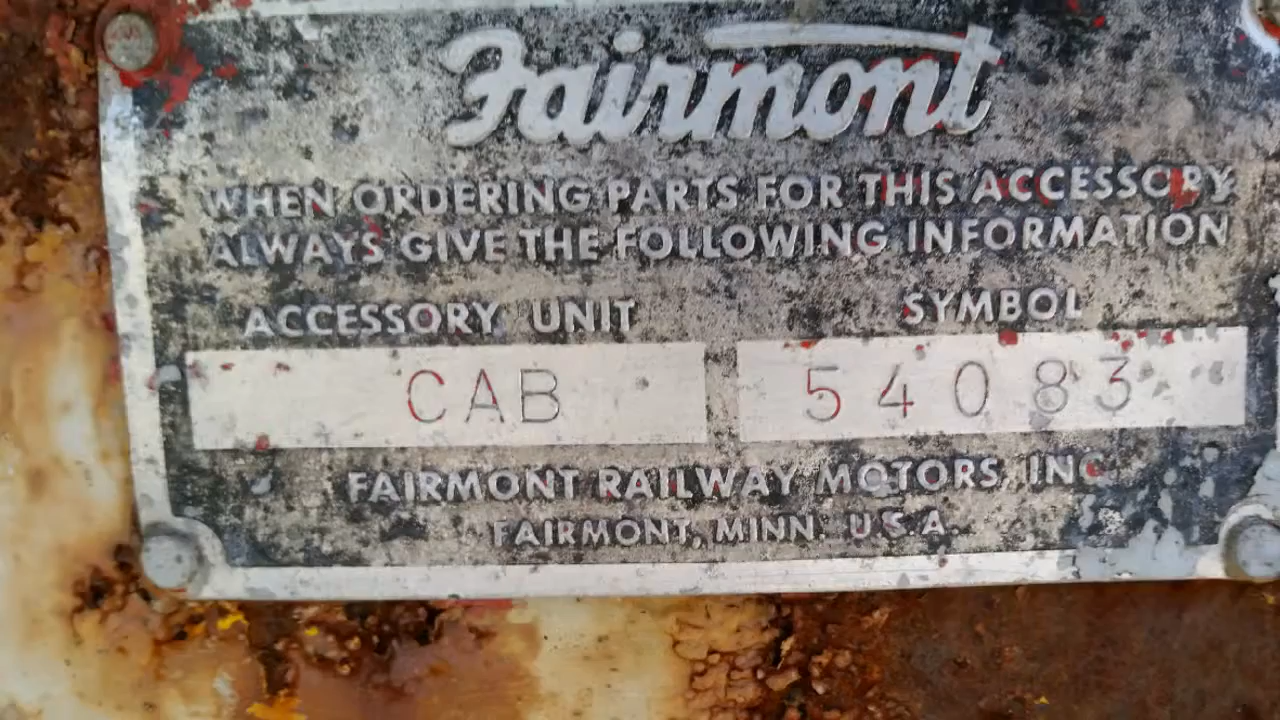 Fairmont
WHEN ORDERING PARTS FOR THIS ACCESSORY
ALWAYS GIVE THE FOLLOWING INFORMATION
ACCESSORY UNIT SYMBOL
CAB 54083
FAIRMONT RAILWAY MOTORS, INC.
FAIRMONT, MINN. U.S.A.